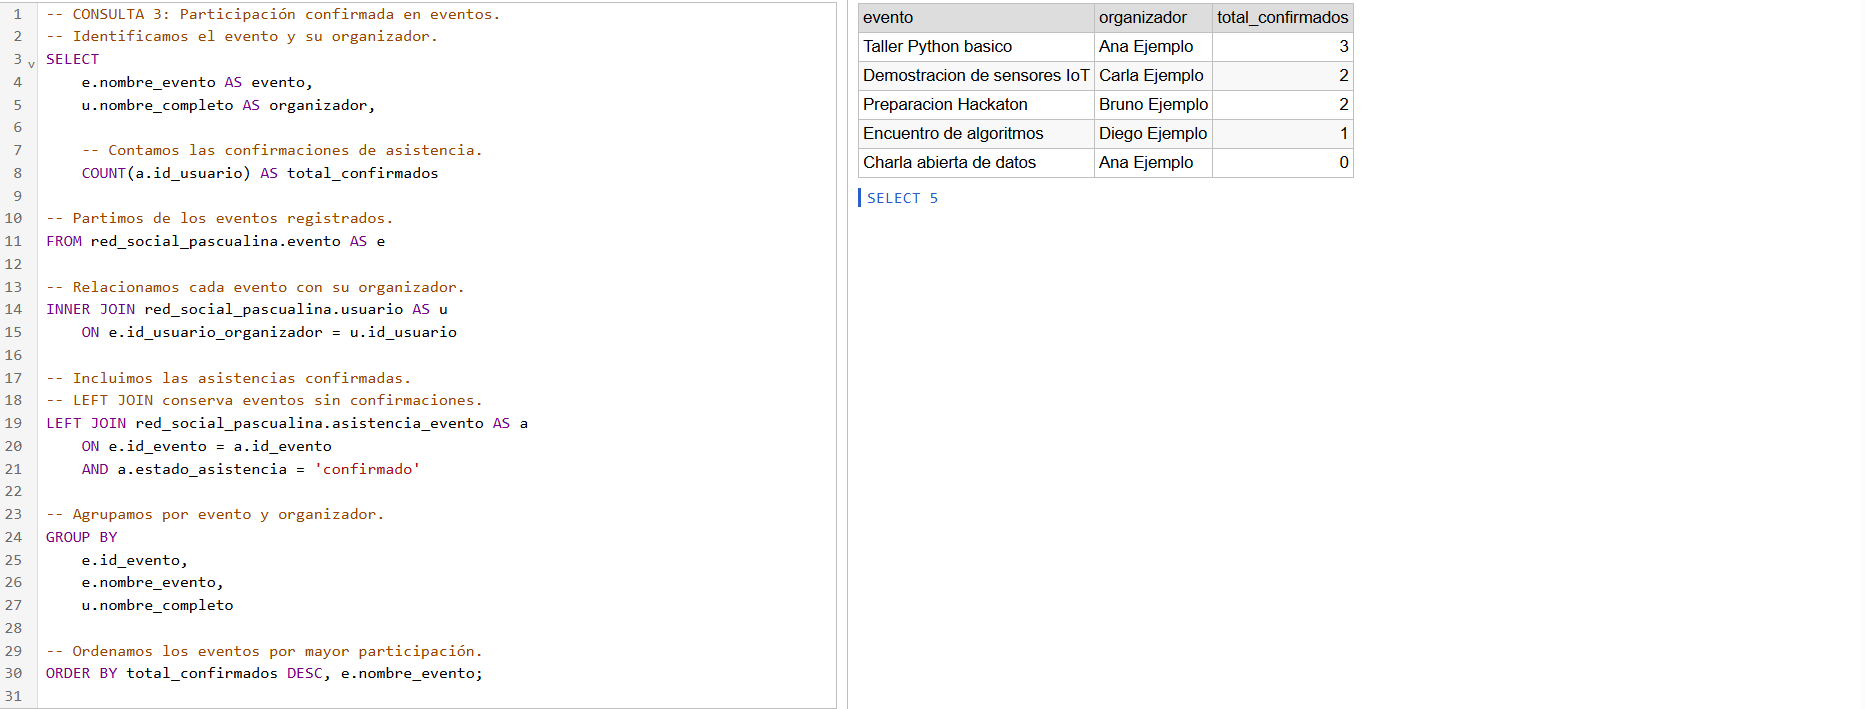 1 -- CONSULTA 3: Participación confirmada en eventos.
2 -- Identificamos el evento y su organizador.
3 SELECT
4 e.nombre_evento AS evento,
5 u.nombre_completo AS organizador,
6
7 -- Contamos las confirmaciones de asistencia.
8 COUNT(a.id_usuario) AS total_confirmados
9
10 -- Partimos de los eventos registrados.
11 FROM red_social_pascualina.evento AS e
12
13 -- Relacionamos cada evento con su organizador.
14 INNER JOIN red_social_pascualina.usuario AS u
15 ON e.id_usuario_organizador = u.id_usuario
16
17 -- Incluimos las asistencias confirmadas.
18 -- LEFT JOIN conserva eventos sin confirmaciones.
19 LEFT JOIN red_social_pascualina.asistencia_evento AS a
20 ON e.id_evento = a.id_evento
21 AND a.estado_asistencia = 'confirmado'
22
23 -- Agrupamos por evento y organizador.
24 GROUP BY
25 e.id_evento,
26 e.nombre_evento,
27 u.nombre_completo
28
29 -- Ordenamos los eventos por mayor participación.
30 ORDER BY total_confirmados DESC, e.nombre_evento;
31
evento organizador total_confirmados
Taller Python basico Ana Ejemplo 3
Demostracion de sensores IoT Carla Ejemplo 2
Preparacion Hackaton Bruno Ejemplo 2
Encuentro de algoritmos Diego Ejemplo 1
Charla abierta de datos Ana Ejemplo 0
SELECT 5